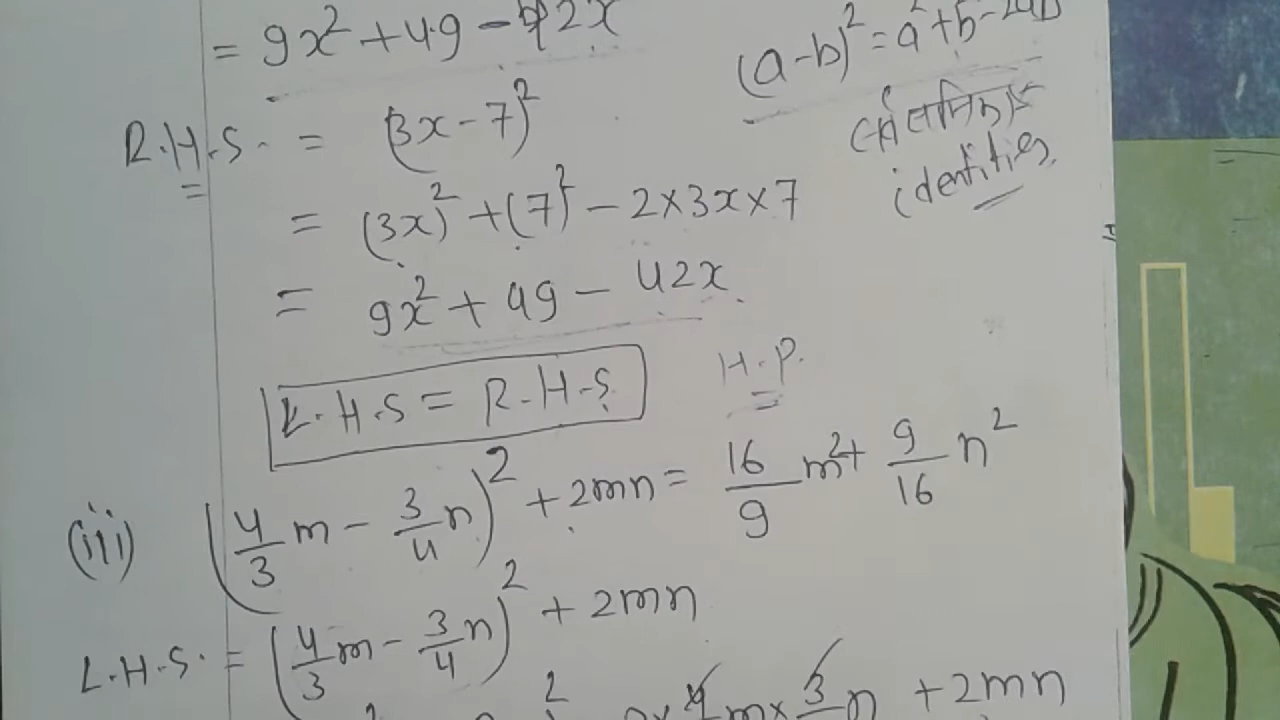 = 9x² + 49 - 42x
(a-b)² = a² + b² - 2ab
R.H.S. = (3x - 7)²
identities
= (3x)² + (7)² - 2×3x×7
= 9x² + 49 - 42x
L.H.S = R.H.S.
H.P.
(iii) (4/3 m - 3/4 n)² + 2mn = 16/9 m² + 9/16 n²
L.H.S. = (4/3 m - 3/4 n)² + 2mn
m × 3 n + 2mn